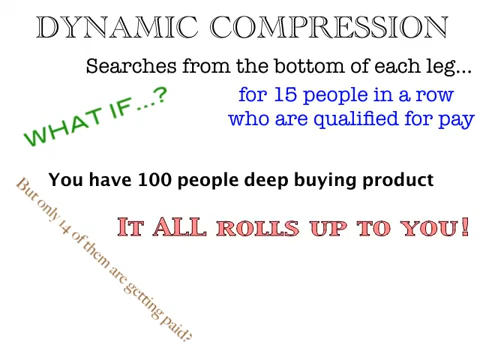 DYNAMIC COMPRESSION
Searches from the bottom of each leg...
for 15 people in a row
who are qualified for pay
WHAT IF...?
You have 100 people deep buying product
But only 14 of them are getting paid?
IT ALL ROLLS UP TO YOU!